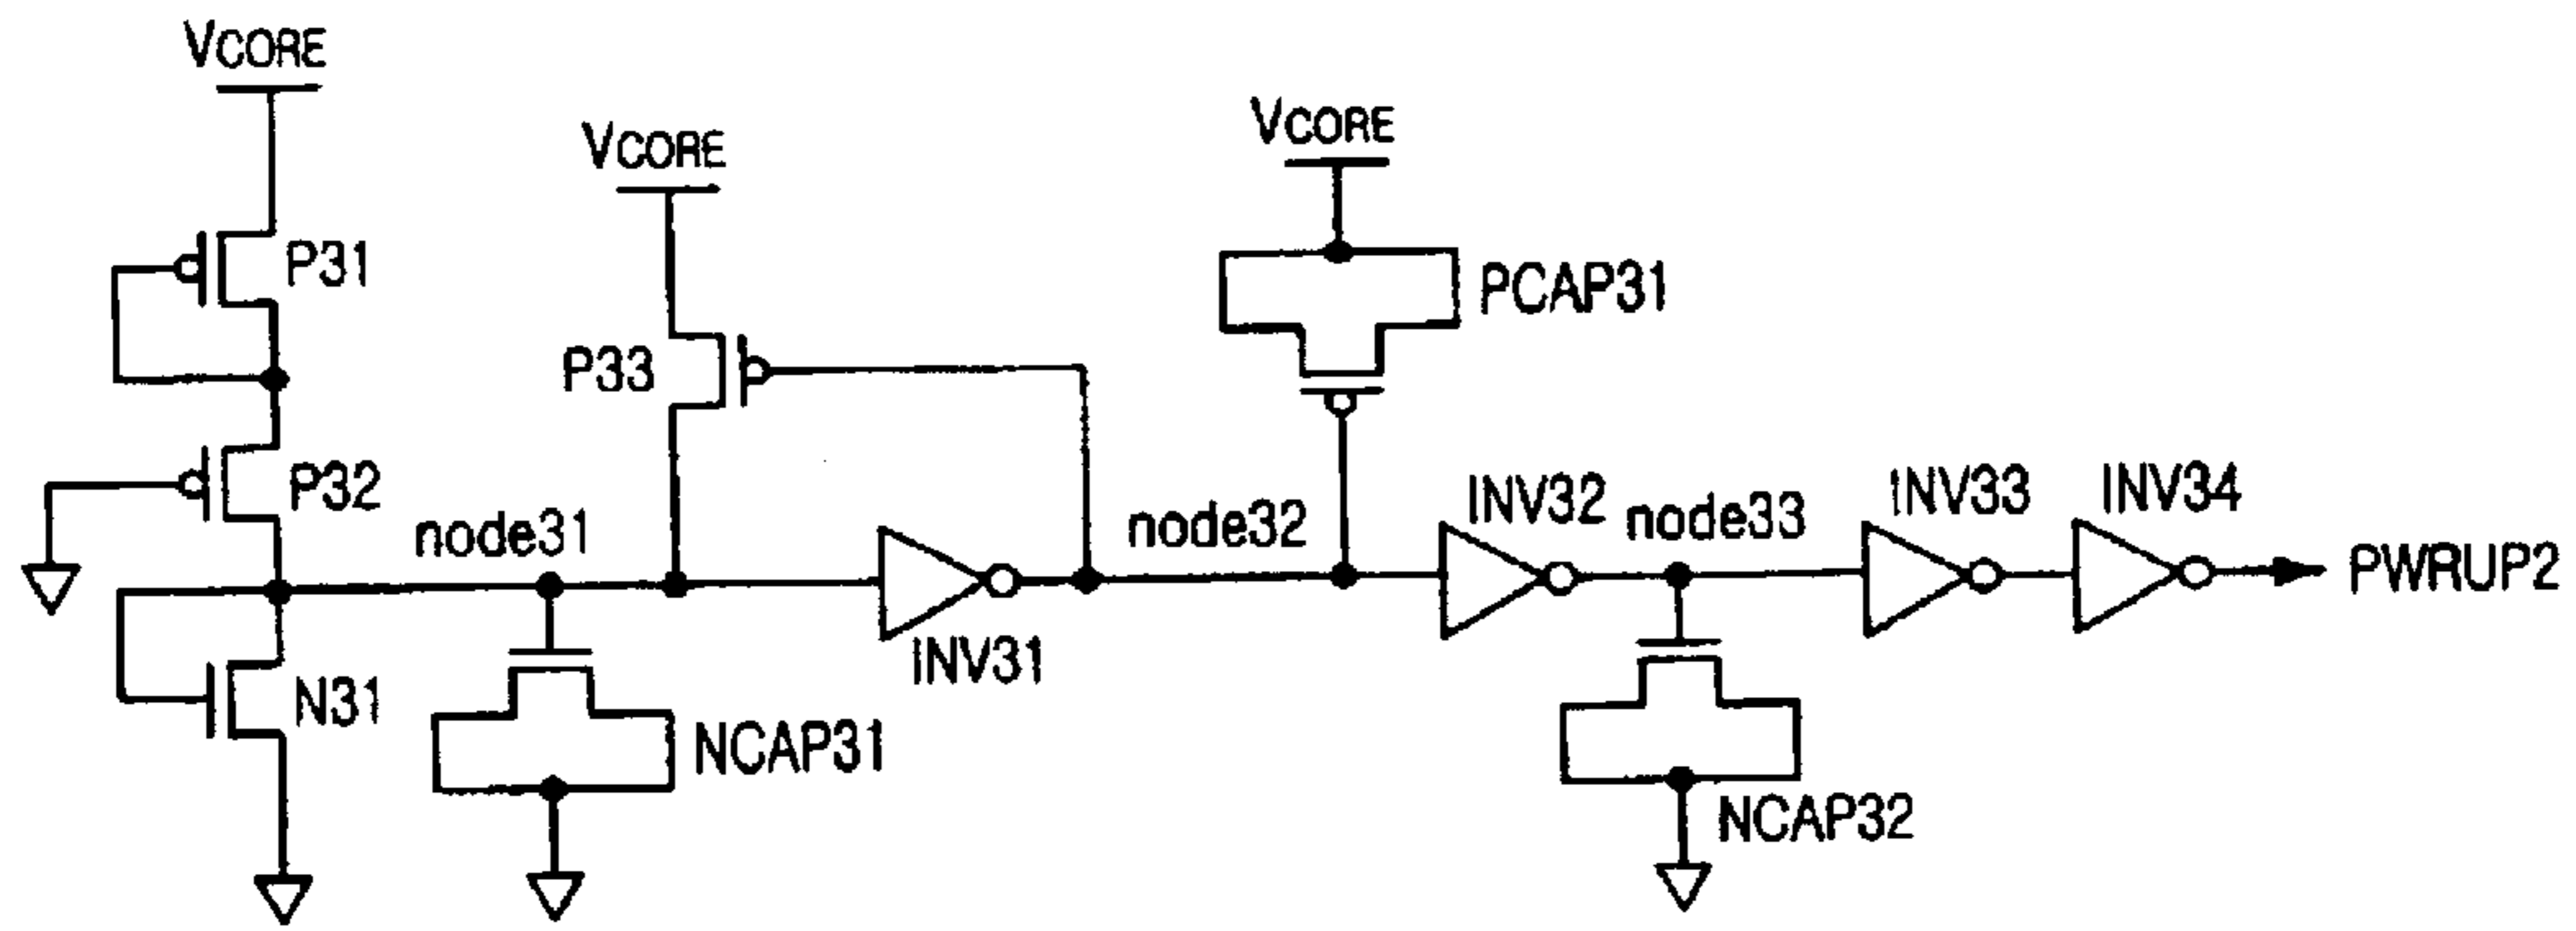 VCORE
VCORE
VCORE
P31
P33
PCAP31
P32
node31
node32
INV32
node33
INV33
INV34
PWRUP2
INV31
N31
NCAP31
NCAP32